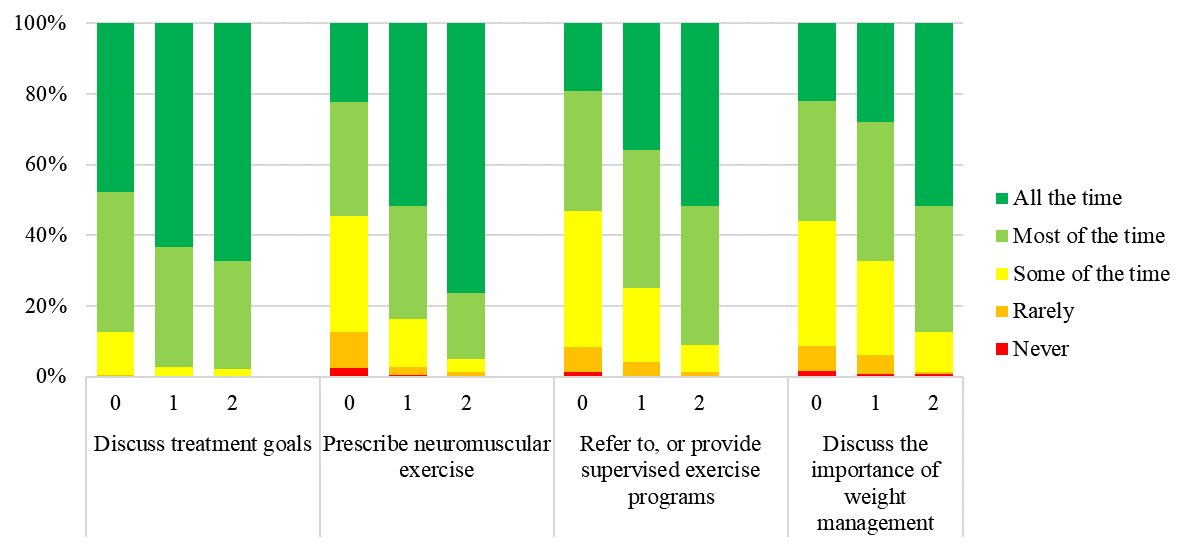 100%
80%
60%
40%
20%
0%
0 1 2 0 1 2 0 1 2 0 1 2
Discuss treatment goals
Prescribe neuromuscular
exercise
Refer to, or provide
supervised exercise
programs
Discuss the
importance of
weight
management
All the time
Most of the time
Some of the time
Rarely
Never